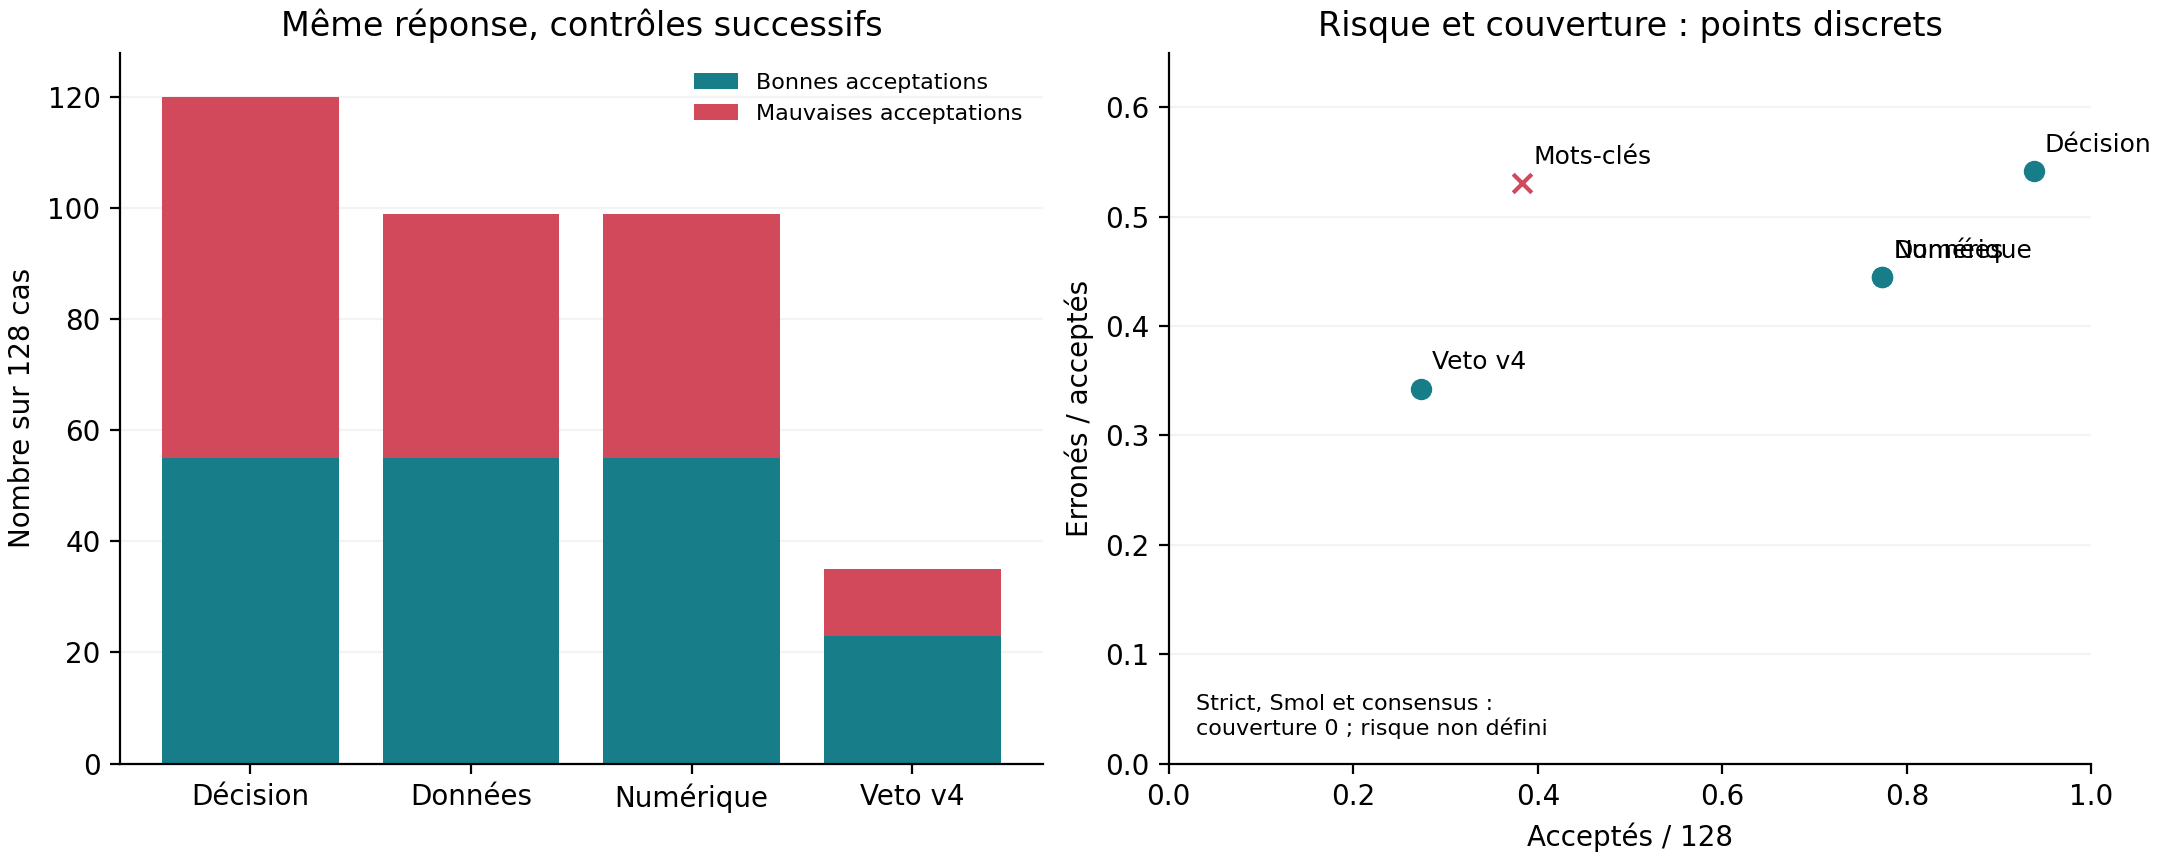 Même réponse, contrôles successifs
Bonnes acceptations
Mauvaises acceptations
Nombre sur 128 cas
120
100
80
60
40
20
0
Décision
Données
Numérique
Veto v4
Risque et couverture : points discrets
Erronés / acceptés
0.6
0.5
0.4
0.3
0.2
0.1
0.0
Décision
Mots-clés
Données
Numérique
Veto v4
Strict, Smol et consensus :
couverture 0 ; risque non défini
0.0
0.2
0.4
0.6
0.8
1.0
Acceptés / 128